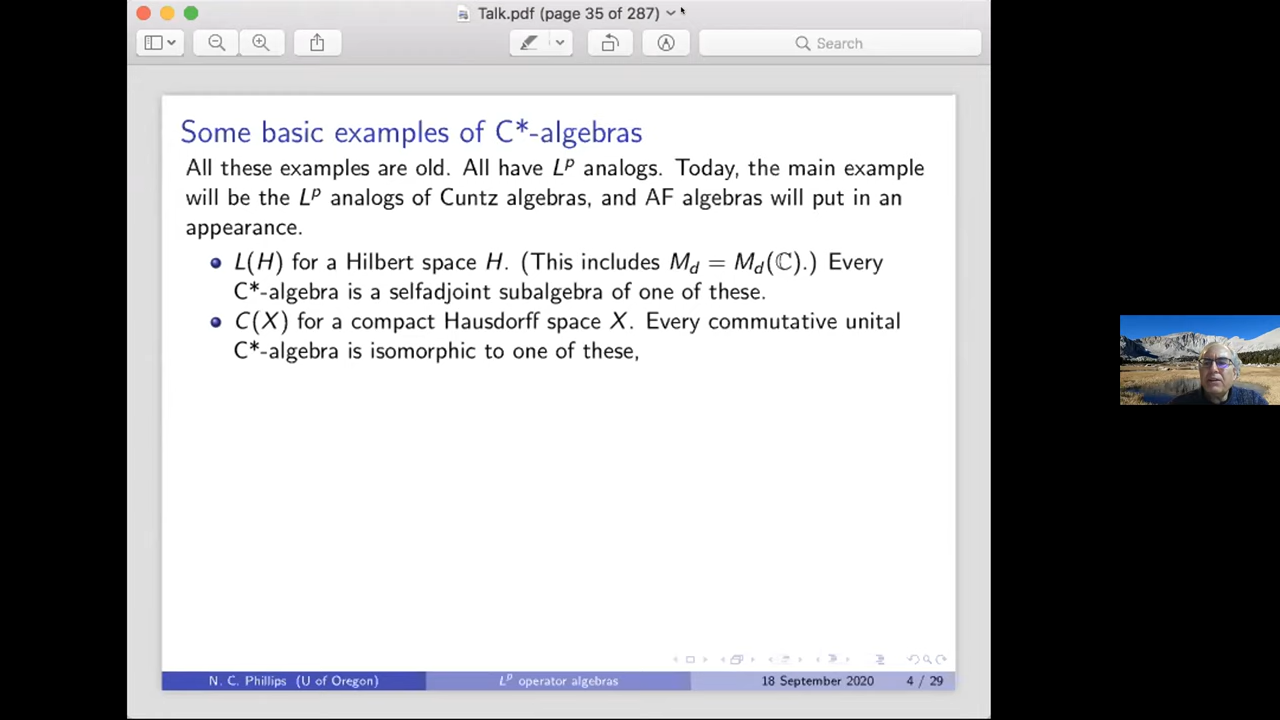 Talk.pdf (page 35 of 287)
Search
Some basic examples of C*-algebras
All these examples are old. All have Lᵖ analogs. Today, the main example
will be the Lᵖ analogs of Cuntz algebras, and AF algebras will put in an
appearance.
L(H) for a Hilbert space H. (This includes M_d = M_d(ℂ).) Every
C*-algebra is a selfadjoint subalgebra of one of these.
C(X) for a compact Hausdorff space X. Every commutative unital
C*-algebra is isomorphic to one of these,
N. C. Phillips (U of Oregon) Lᵖ operator algebras 18 September 2020 4 / 29